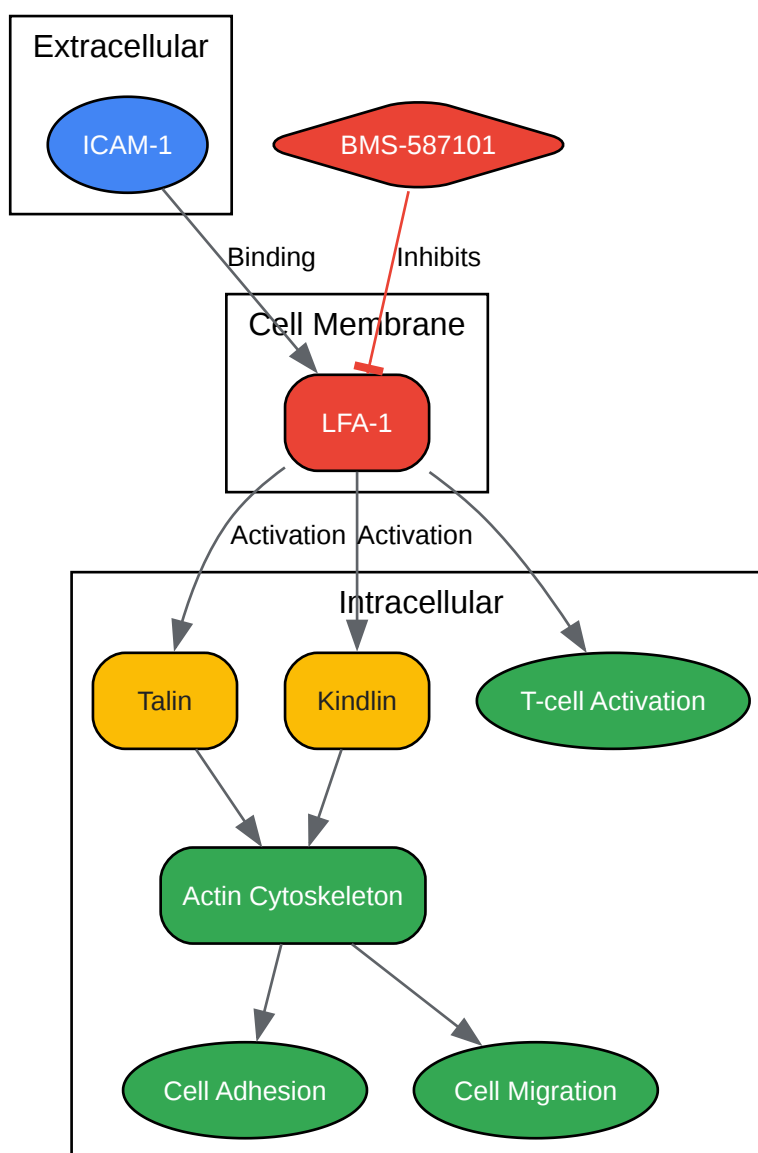 Extracellular
ICAM-1
BMS-587101
Binding
Inhibits
Cell Membrane
LFA-1
Activation
Activation
Intracellular
Talin
Kindlin
T-cell Activation
Actin Cytoskeleton
Cell Adhesion
Cell Migration